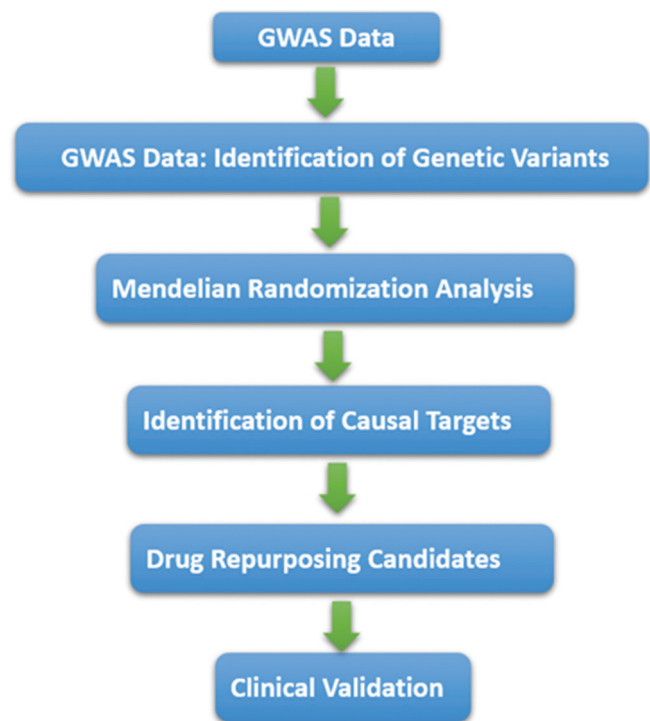 GWAS Data
GWAS Data: Identification of Genetic Variants
Mendelian Randomization Analysis
Identification of Causal Targets
Drug Repurposing Candidates
Clinical Validation